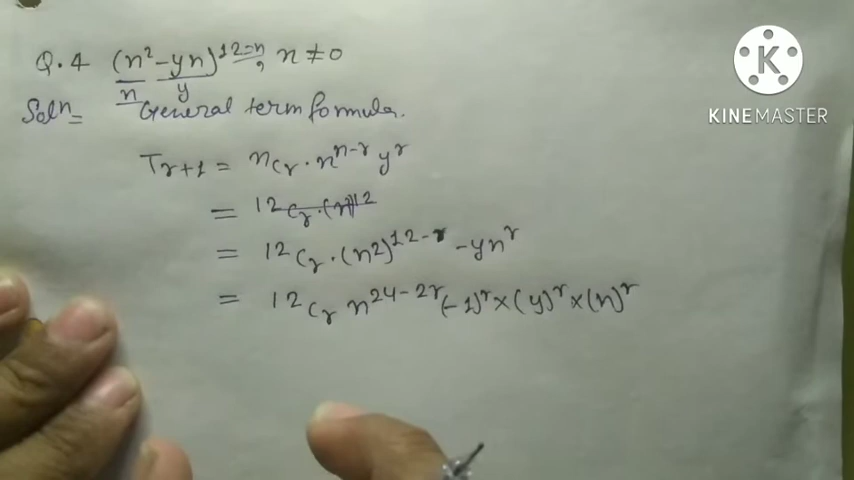 Q.4 (x² - yx)¹² = n, x ≠ 0
x y
Solⁿ= General term formula.
Tᵣ₊₁ = ⁿCᵣ . xⁿ⁻ʳ yʳ
= ¹²Cᵣ . (x)¹²
= ¹²Cᵣ . (x²)¹²⁻ʳ - yxʳ
= ¹²Cᵣ x²⁴⁻²ʳ (-1)ʳ × (y)ʳ × (x)ʳ
K
KINEMASTER